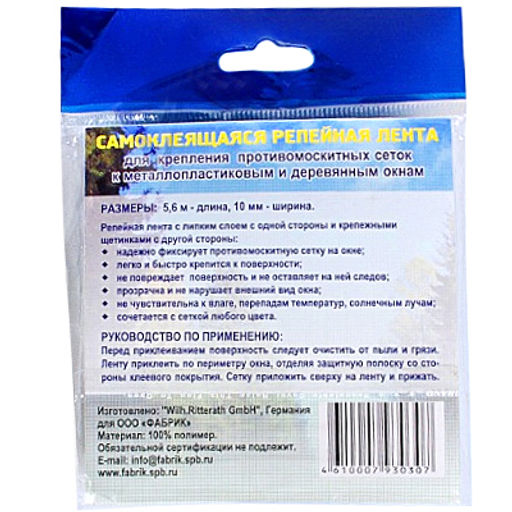 САМОКЛЕЯЩАЯСЯ РЕПЕЙНАЯ ЛЕНТА
для крепления противомоскитных сеток
к металлопластиковым и деревянным окнам
РАЗМЕРЫ: 5,6 м - длина, 10 мм - ширина.
Репейная лента с липким слоем с одной стороны и крепежными
щетинками с другой стороны:
• надежно фиксирует противомоскитную сетку на окне;
• легко и быстро крепится к поверхности;
• не повреждает поверхность и не оставляет на ней следов;
• прозрачна и не нарушает внешний вид окна;
• не чувствительна к влаге, перепадам температур, солнечным лучам;
• сочетается с сеткой любого цвета.
РУКОВОДСТВО ПО ПРИМЕНЕНИЮ:
Перед приклеиванием поверхность следует очистить от пыли и грязи.
Ленту приклеить по периметру окна, отделяя защитную полоску со сто-
роны клеевого покрытия. Сетку приложить сверху на ленту и прижать.
Изготовлено: "Wilh.Ritterath GmbH", Германия
для ООО «ФАБРИК»
Материал: 100% полимер.
Обязательной сертификации не подлежит.
E-mail: info@fabrik.spb.ru
www.fabrik.spb.ru
4 610007 930307